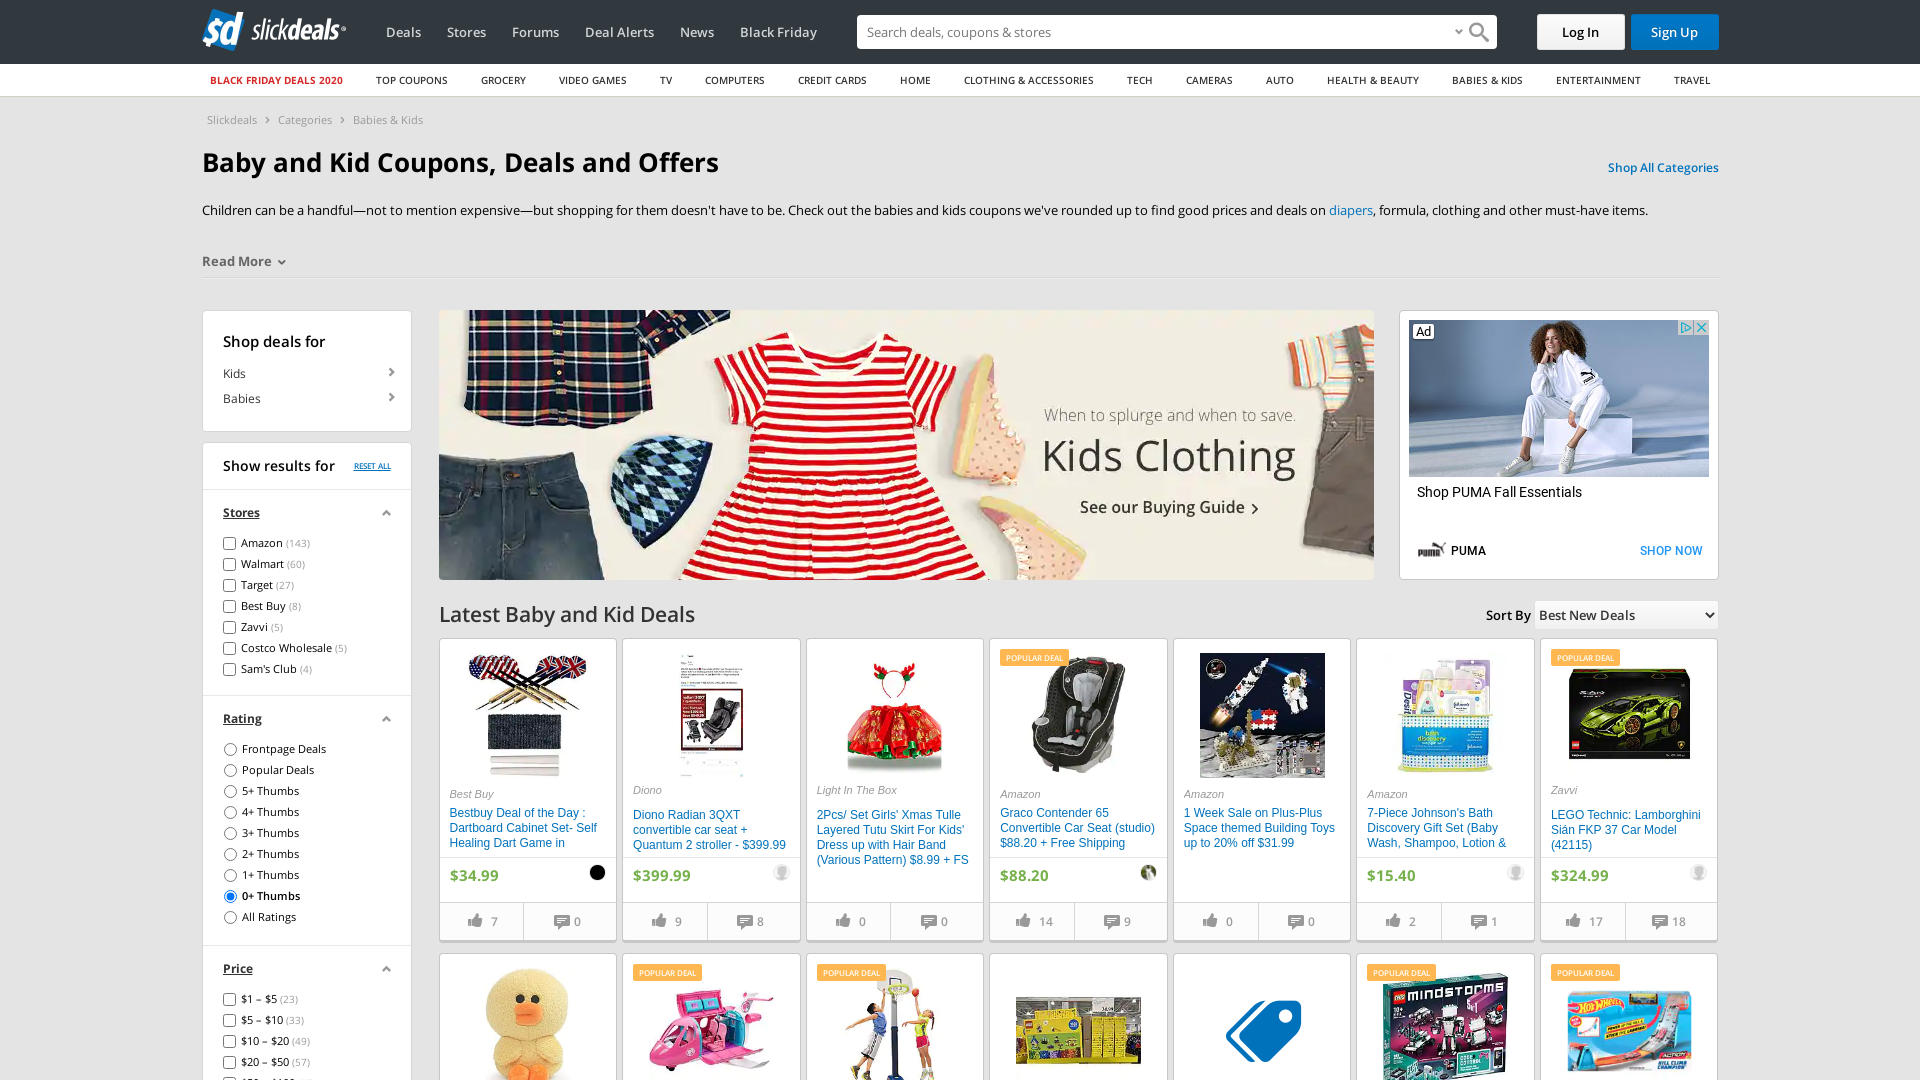 slickdeals
Deals
Stores
Forums
Deal Alerts
News
Black Friday
Search deals, coupons & stores
Log In
Sign Up
BLACK FRIDAY DEALS 2020
TOP COUPONS
GROCERY
VIDEO GAMES
TV
COMPUTERS
CREDIT CARDS
HOME
CLOTHING & ACCESSORIES
TECH
CAMERAS
AUTO
HEALTH & BEAUTY
BABIES & KIDS
ENTERTAINMENT
TRAVEL
Slickdeals > Categories > Babies & Kids
Baby and Kid Coupons, Deals and Offers
Shop All Categories
Children can be a handful—not to mention expensive—but shopping for them doesn't have to be. Check out the babies and kids coupons we've rounded up to find good prices and deals on diapers, formula, clothing and other must-have items.
Read More
Shop deals for
Kids
Babies
Show results for
RESET ALL
Stores
Amazon (143)
Walmart (60)
Target (27)
Best Buy (8)
Zavvi (5)
Costco Wholesale (5)
Sam's Club (4)
Rating
Frontpage Deals
Popular Deals
5+ Thumbs
4+ Thumbs
3+ Thumbs
2+ Thumbs
1+ Thumbs
0+ Thumbs
All Ratings
Price
$1 – $5 (23)
$5 – $10 (33)
$10 – $20 (49)
$20 – $50 (57)
When to splurge and when to save.
Kids Clothing
See our Buying Guide >
Ad
Shop PUMA Fall Essentials
PUMA
SHOP NOW
Latest Baby and Kid Deals
Sort By
Best New Deals
Best Buy
Bestbuy Deal of the Day :
Dartboard Cabinet Set- Self
Healing Dart Game in
$34.99
7
0
Diono
Diono Radian 3QXT
convertible car seat +
Quantum 2 stroller - $399.99
$399.99
9
8
Light In The Box
2Pcs/ Set Girls' Xmas Tulle
Layered Tutu Skirt For Kids'
Dress up with Hair Band
(Various Pattern) $8.99 + FS
0
0
POPULAR DEAL
Amazon
Graco Contender 65
Convertible Car Seat (studio)
$88.20 + Free Shipping
$88.20
14
9
Amazon
1 Week Sale on Plus-Plus
Space themed Building Toys
up to 20% off $31.99
0
0
Amazon
7-Piece Johnson's Bath
Discovery Gift Set (Baby
Wash, Shampoo, Lotion &
$15.40
2
1
POPULAR DEAL
Zavvi
LEGO Technic: Lamborghini
Sián FKP 37 Car Model
(42115)
$324.99
17
18
POPULAR DEAL
POPULAR DEAL
POPULAR DEAL
MINDSTORMS
POPULAR DEAL
HOT WHEELS